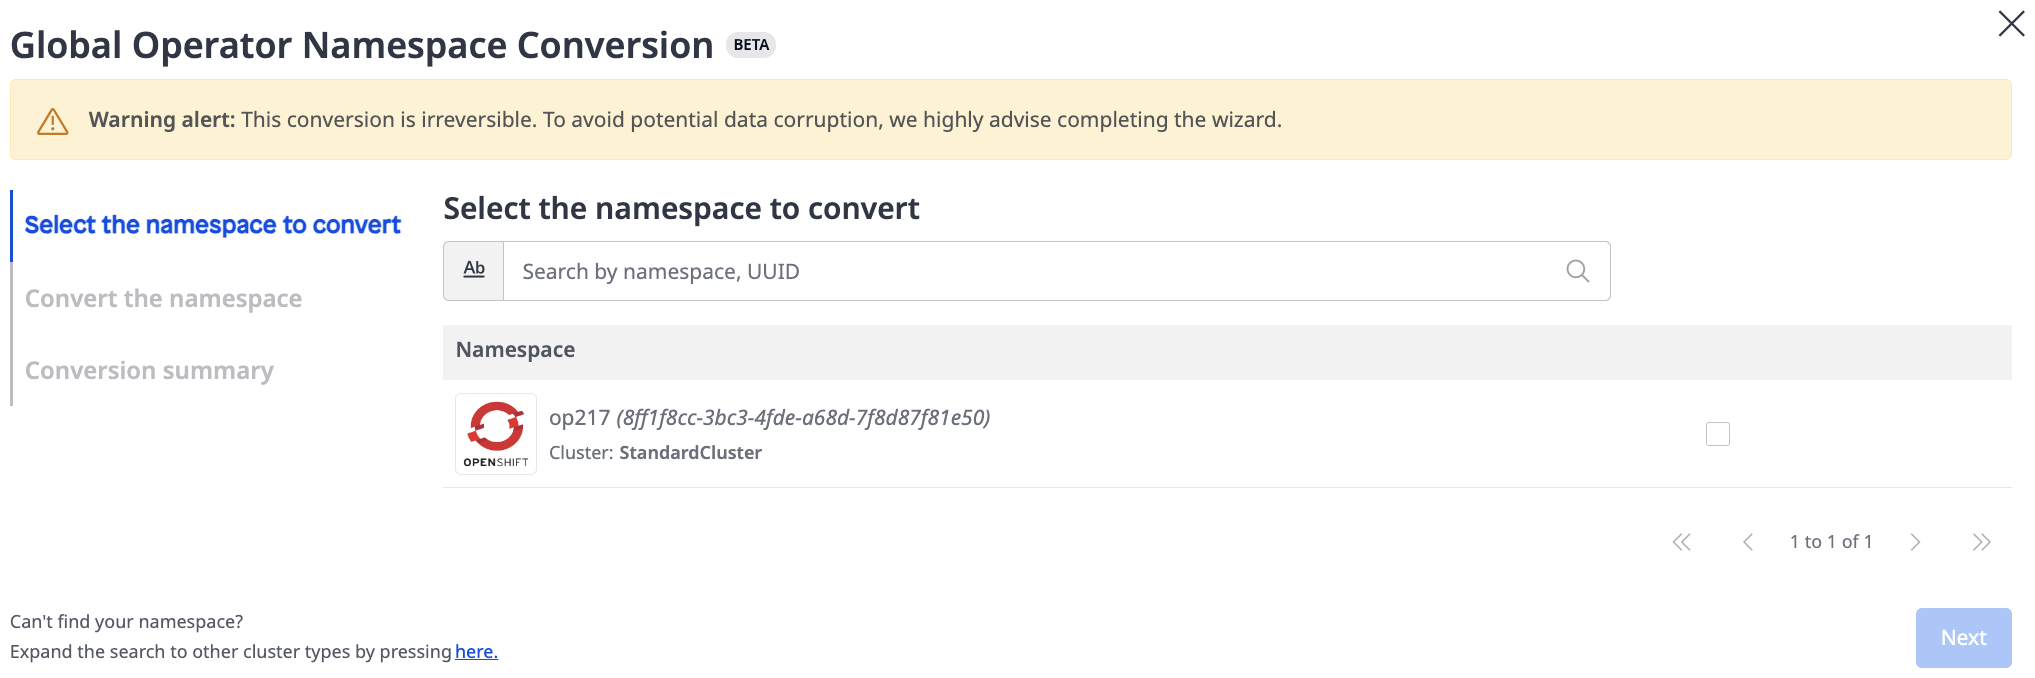 Global Operator Namespace Conversion BETA
Warning alert: This conversion is irreversible. To avoid potential data corruption, we highly advise completing the wizard.
Select the namespace to convert
Convert the namespace
Conversion summary
Select the namespace to convert
Ab Search by namespace, UUID
Namespace
OPENSHIFT
op217 (8ff1f8cc-3bc3-4fde-a68d-7f8d87f81e50)
Cluster: StandardCluster
1 to 1 of 1
Can't find your namespace?
Expand the search to other cluster types by pressing here.
Next